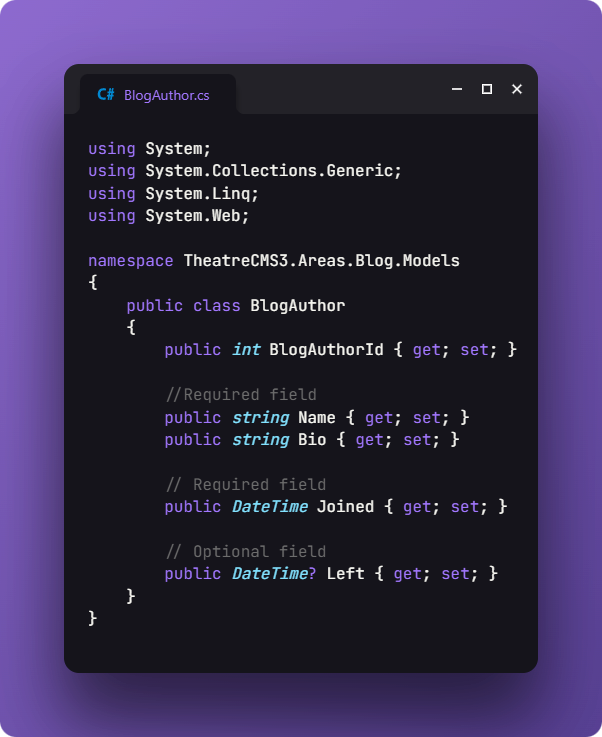 C# BlogAuthor.cs
using System;
using System.Collections.Generic;
using System.Linq;
using System.Web;

namespace TheatreCMS3.Areas.Blog.Models
{
    public class BlogAuthor
    {
        public int BlogAuthorId { get; set; }

        //Required field
        public string Name { get; set; }
        public string Bio { get; set; }

        // Required field
        public DateTime Joined { get; set; }

        // Optional field
        public DateTime? Left { get; set; }
    }
}